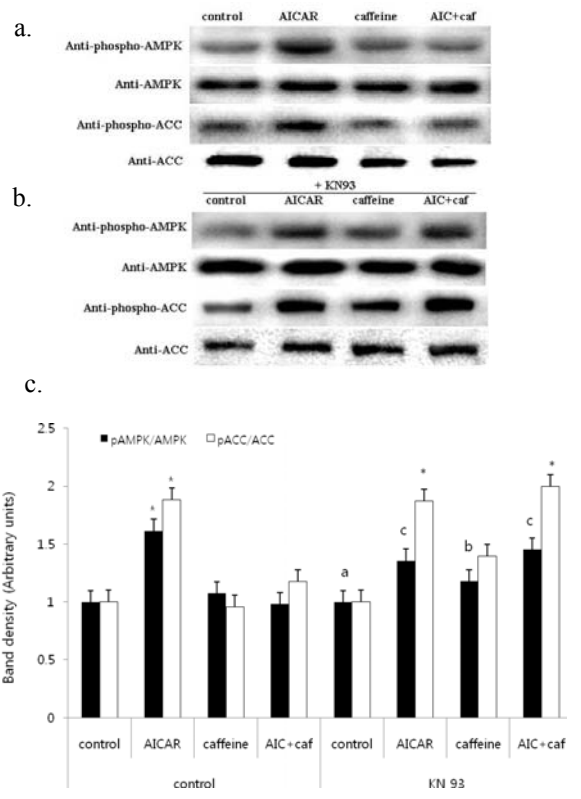 a.
control AICAR caffeine AIC+caf
Anti-phospho-AMPK
Anti-AMPK
Anti-phospho-ACC
Anti-ACC
b.
+ KN93
control AICAR caffeine AIC+caf
Anti-phospho-AMPK
Anti-AMPK
Anti-phospho-ACC
Anti-ACC
c.
Band density (Arbitrary units)
2.5
2
1.5
1
0.5
0
pAMPK/AMPK pACC/ACC
* * a c * b c *
control AICAR caffeine AIC+caf control AICAR caffeine AIC+caf
control KN 93